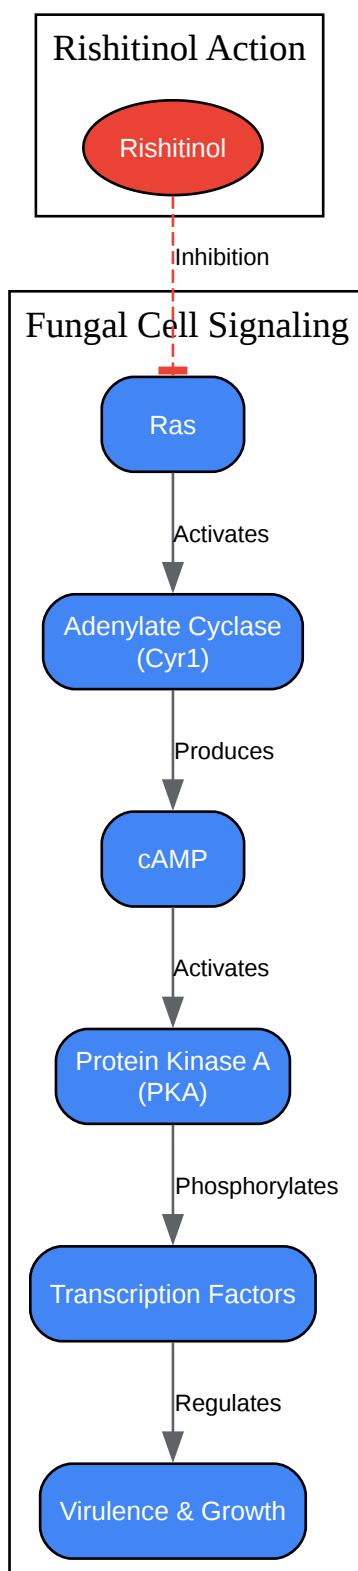 Rishitinol Action
Rishitinol
Inhibition
Fungal Cell Signaling
Ras
Activates
Adenylate Cyclase
(Cyr1)
Produces
cAMP
Activates
Protein Kinase A
(PKA)
Phosphorylates
Transcription Factors
Regulates
Virulence & Growth